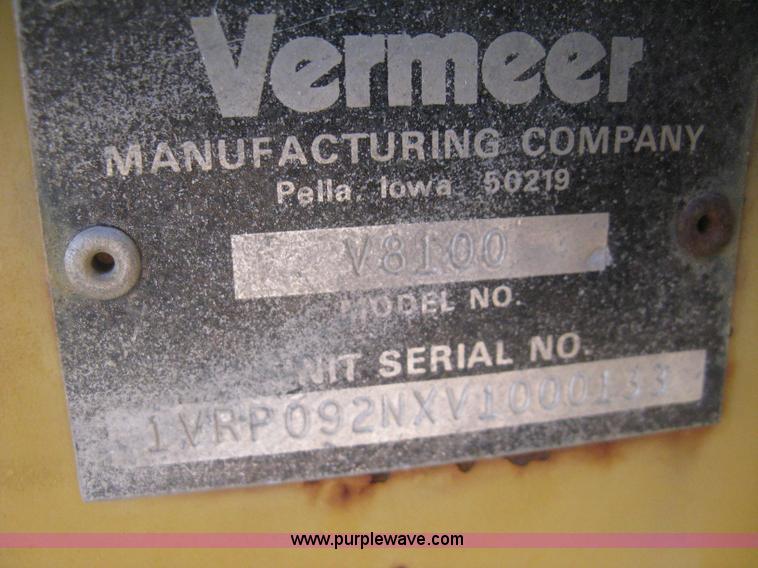 Vermeer
MANUFACTURING COMPANY
Pella, Iowa 50219
V8100
MODEL NO.
UNIT SERIAL NO.
1VRP092NXV1000133
www.purplewave.com